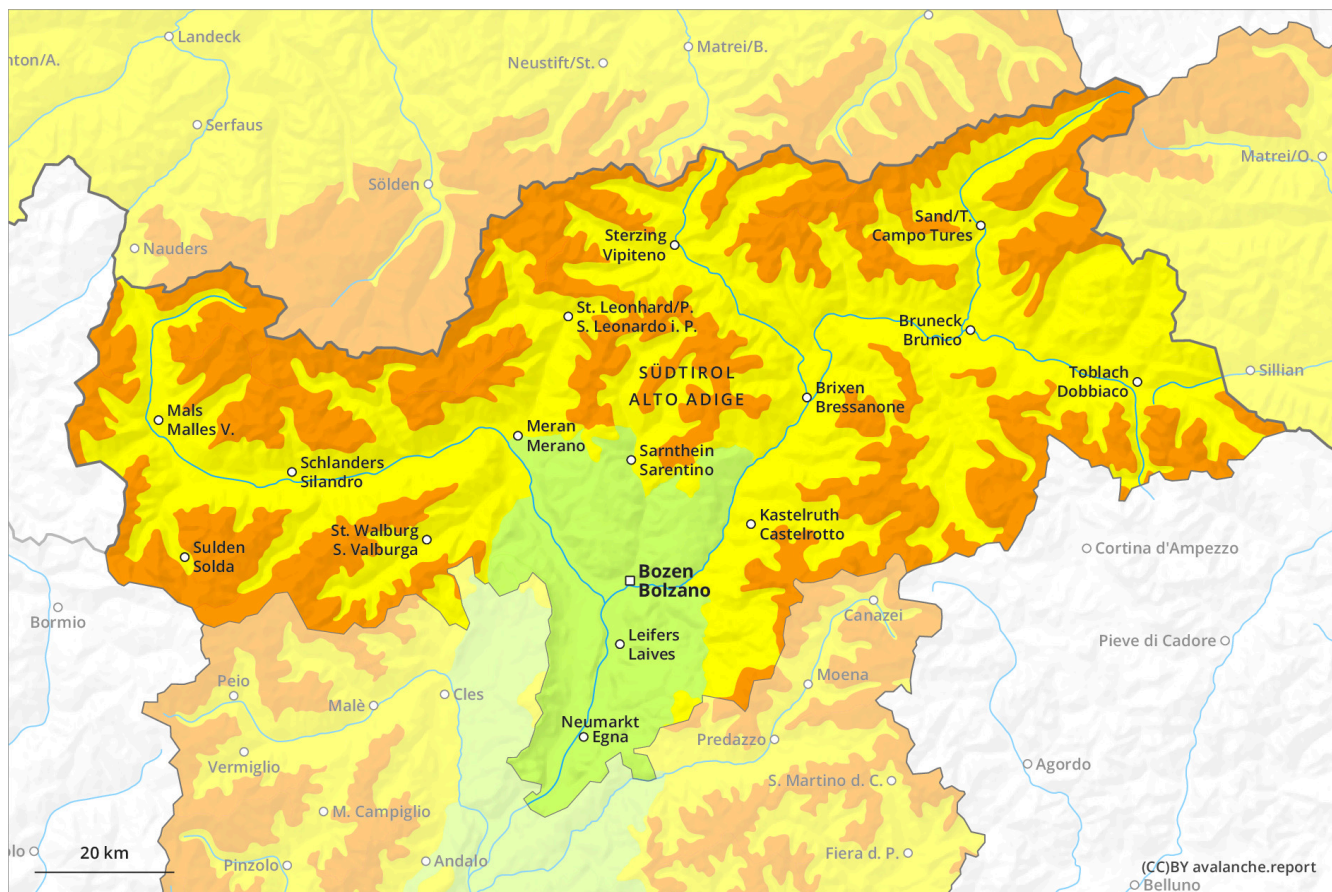 Landeck
nton/A.
Matrei/B.
Neustift/St.
Serfaus
Matrei/O.
Sölden
Nauders
Sand/T.
Campo Tures
Sterzing
Vipiteno
St. Leonhard/P.
S. Leonardo i. P.
Bruneck
Brunico
SÜDTIROL
ALTO ADIGE
Toblach
Dobbiaco
Sillian
Brixen
Bressanone
Mals
Malles V.
Meran
Merano
Sarnthein
Sarentino
Schlanders
Silandro
Kastelruth
Castelrotto
St. Walburg
S. Valburga
Sulden
Solda
Cortina d'Ampezzo
Bozen
Bolzano
Bormio
Canazei
Leifers
Laives
Pieve di Cadore
Peio
Moena
Malè
Cles
Neumarkt
Egna
Predazzo
Vermiglio
Agordo
S. Martino d. C.
M. Campiglio
olo
20 km
Pinzolo
Andalo
Fiera d. P.
(CC)BY avalanche.report
Belluno